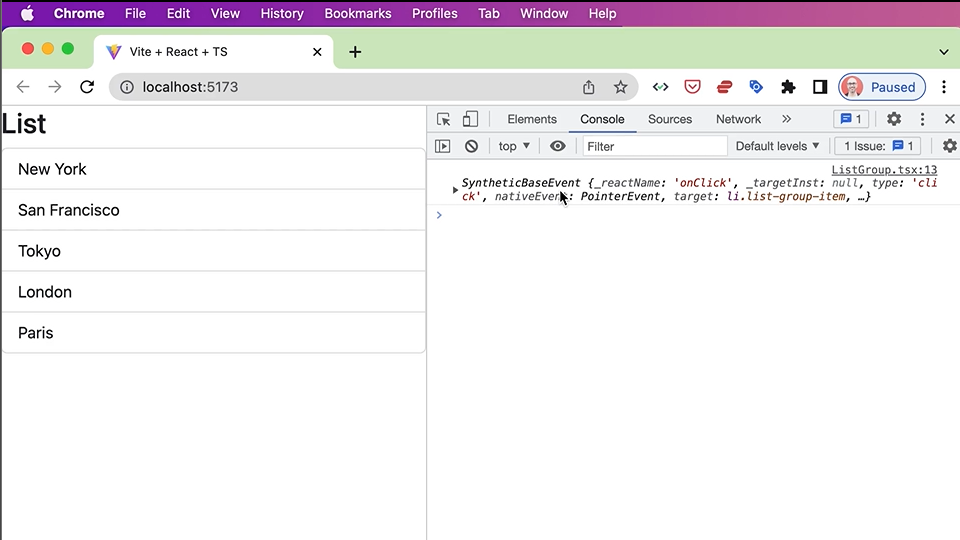 Chrome File Edit View History Bookmarks Profiles Tab Window Help
Vite + React + TS
localhost:5173
Paused
List
New York
San Francisco
Tokyo
London
Paris
Elements Console Sources Network 1
top Filter Default levels 1 Issue: 1
ListGroup.tsx:13
SyntheticBaseEvent {_reactName: 'onClick', _targetInst: null, type: 'cli
ck', nativeEvent: PointerEvent, target: li.list-group-item, …}